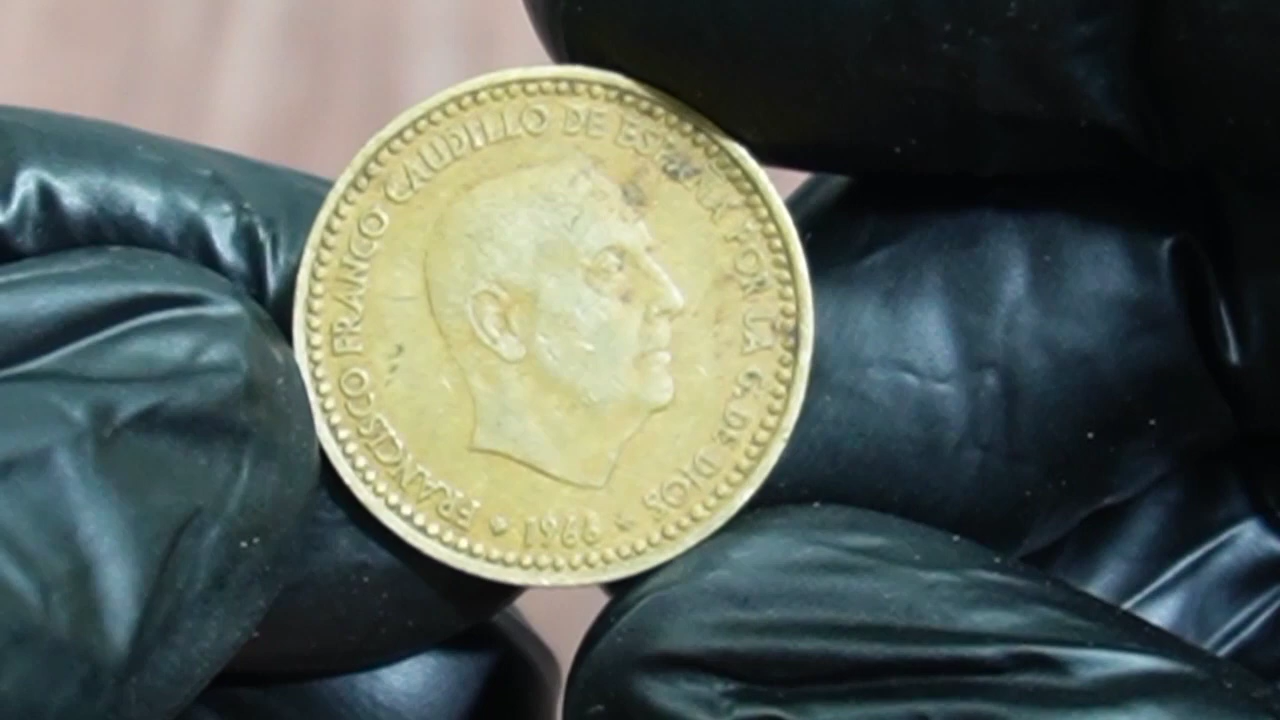 FRANCISCO FRANCO CAUDILLO DE ESPAÑA POR LA G. DE DIOS
1966